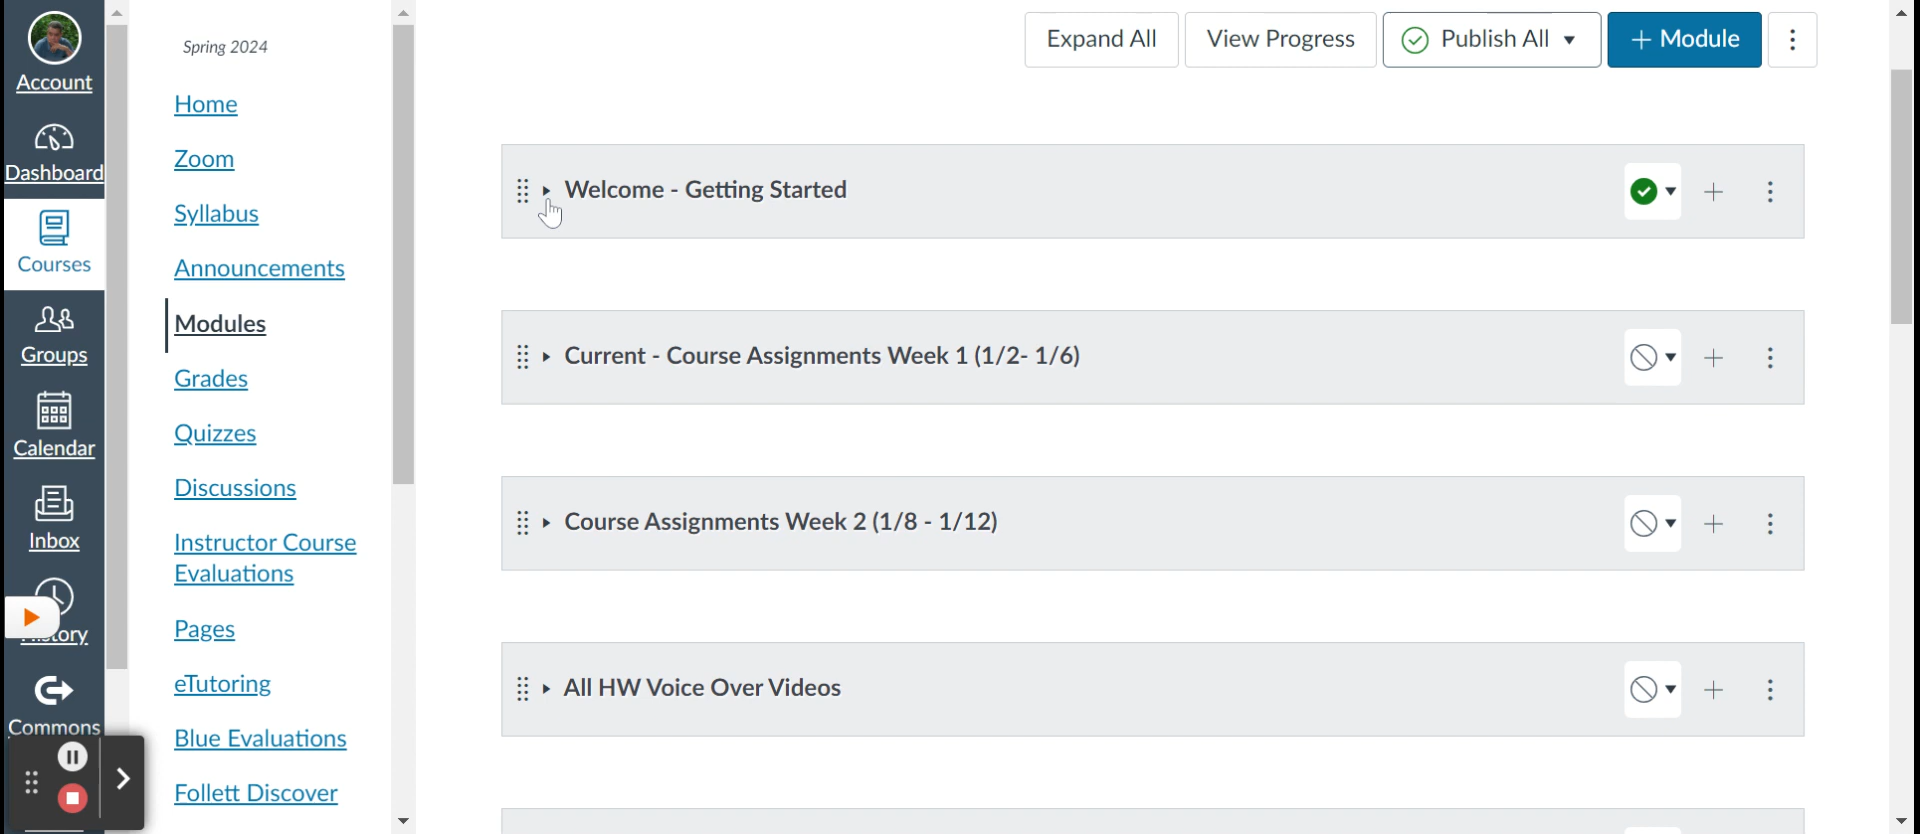 Account
Dashboard
Courses
Groups
Calendar
Inbox
Commons
Spring 2024
Home
Zoom
Syllabus
Announcements
Modules
Grades
Quizzes
Discussions
Instructor Course
Evaluations
Pages
eTutoring
Blue Evaluations
Follett Discover
Expand All
View Progress
Publish All
+ Module
Welcome - Getting Started
Current - Course Assignments Week 1 (1/2- 1/6)
Course Assignments Week 2 (1/8 - 1/12)
All HW Voice Over Videos